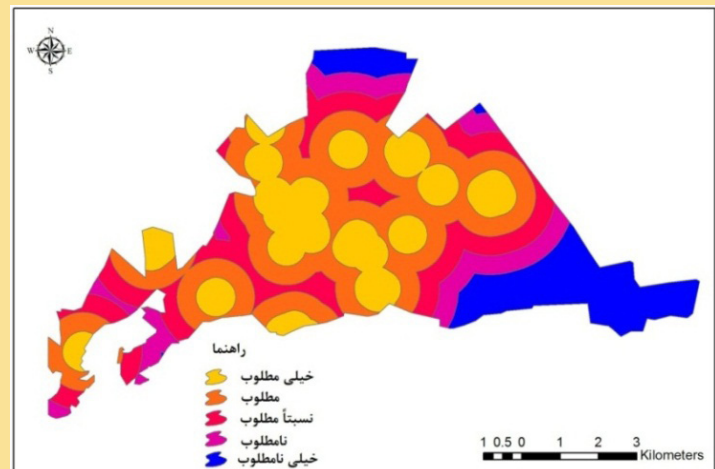 N
W E
S
راهنما
خیلی مطلوب
مطلوب
نسبتاً مطلوب
نامطلوب
خیلی نامطلوب
1 0.5 0 1 2 3
Kilometers